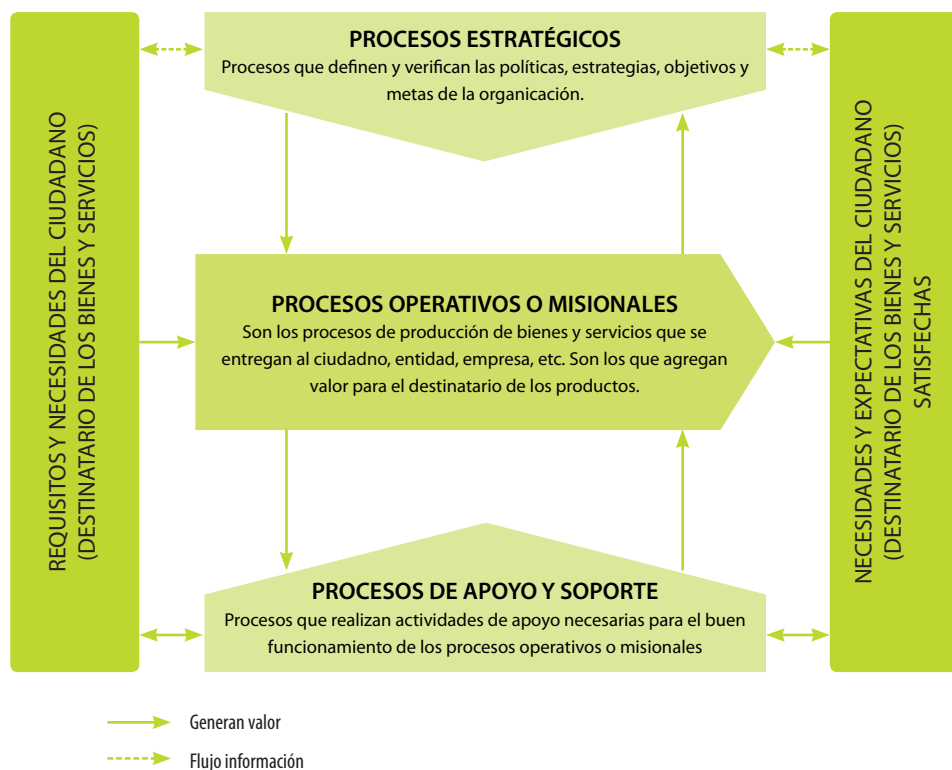 PROCESOS ESTRATÉGICOS
Procesos que definen y verifican las políticas, estrategias, objetivos y
metas de la organicación.
REQUISITOS Y NECESIDADES DEL CIUDADANO
(DESTINATARIO DE LOS BIENES Y SERVICIOS)
PROCESOS OPERATIVOS O MISIONALES
Son los procesos de producción de bienes y servicios que se
entregan al ciudadno, entidad, empresa, etc. Son los que agregan
valor para el destinatario de los productos.
NECESIDADES Y EXPECTATIVAS DEL CIUDADANO
(DESTINATARIO DE LOS BIENES Y SERVICIOS)
SATISFECHAS
PROCESOS DE APOYO Y SOPORTE
Procesos que realizan actividades de apoyo necesarias para el buen
funcionamiento de los procesos operativos o misionales
Generan valor
Flujo información